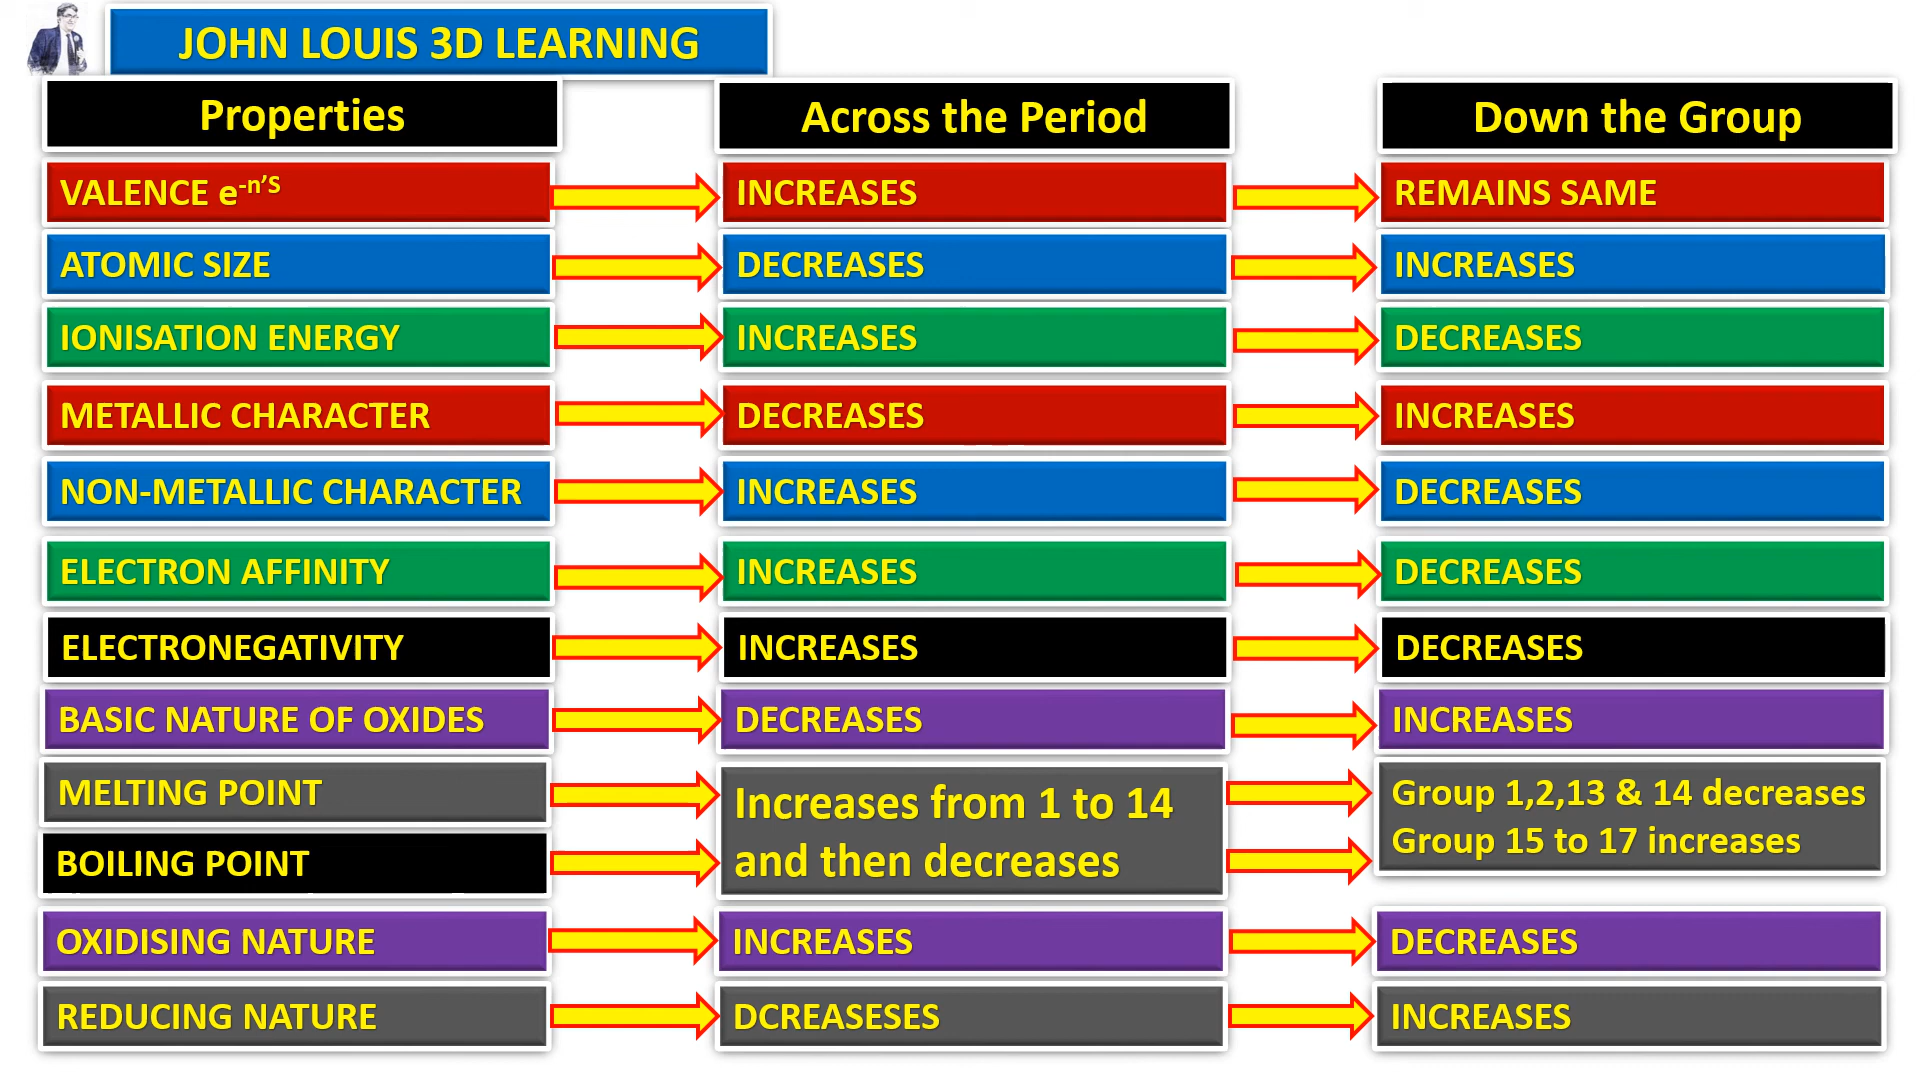 JOHN LOUIS 3D LEARNING
Properties
Across the Period
Down the Group
VALENCE e-n'S
INCREASES
REMAINS SAME
ATOMIC SIZE
DECREASES
INCREASES
IONISATION ENERGY
INCREASES
DECREASES
METALLIC CHARACTER
DECREASES
INCREASES
NON-METALLIC CHARACTER
INCREASES
DECREASES
ELECTRON AFFINITY
INCREASES
DECREASES
ELECTRONEGATIVITY
INCREASES
DECREASES
BASIC NATURE OF OXIDES
DECREASES
INCREASES
MELTING POINT
BOILING POINT
Increases from 1 to 14
and then decreases
Group 1,2,13 & 14 decreases
Group 15 to 17 increases
OXIDISING NATURE
INCREASES
DECREASES
REDUCING NATURE
DCREASESES
INCREASES